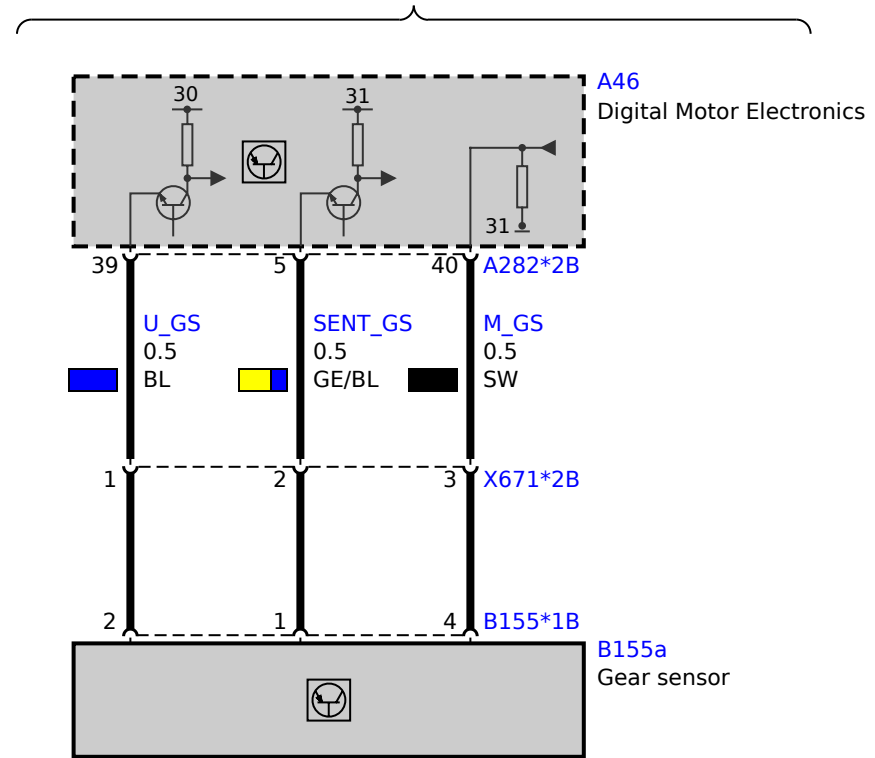 A46
Digital Motor Electronics
30
31
31
39
5
40
A282*2B
U_GS
0.5
BL
SENT_GS
0.5
GE/BL
M_GS
0.5
SW
1
2
3
X671*2B
2
1
4
B155*1B
B155a
Gear sensor